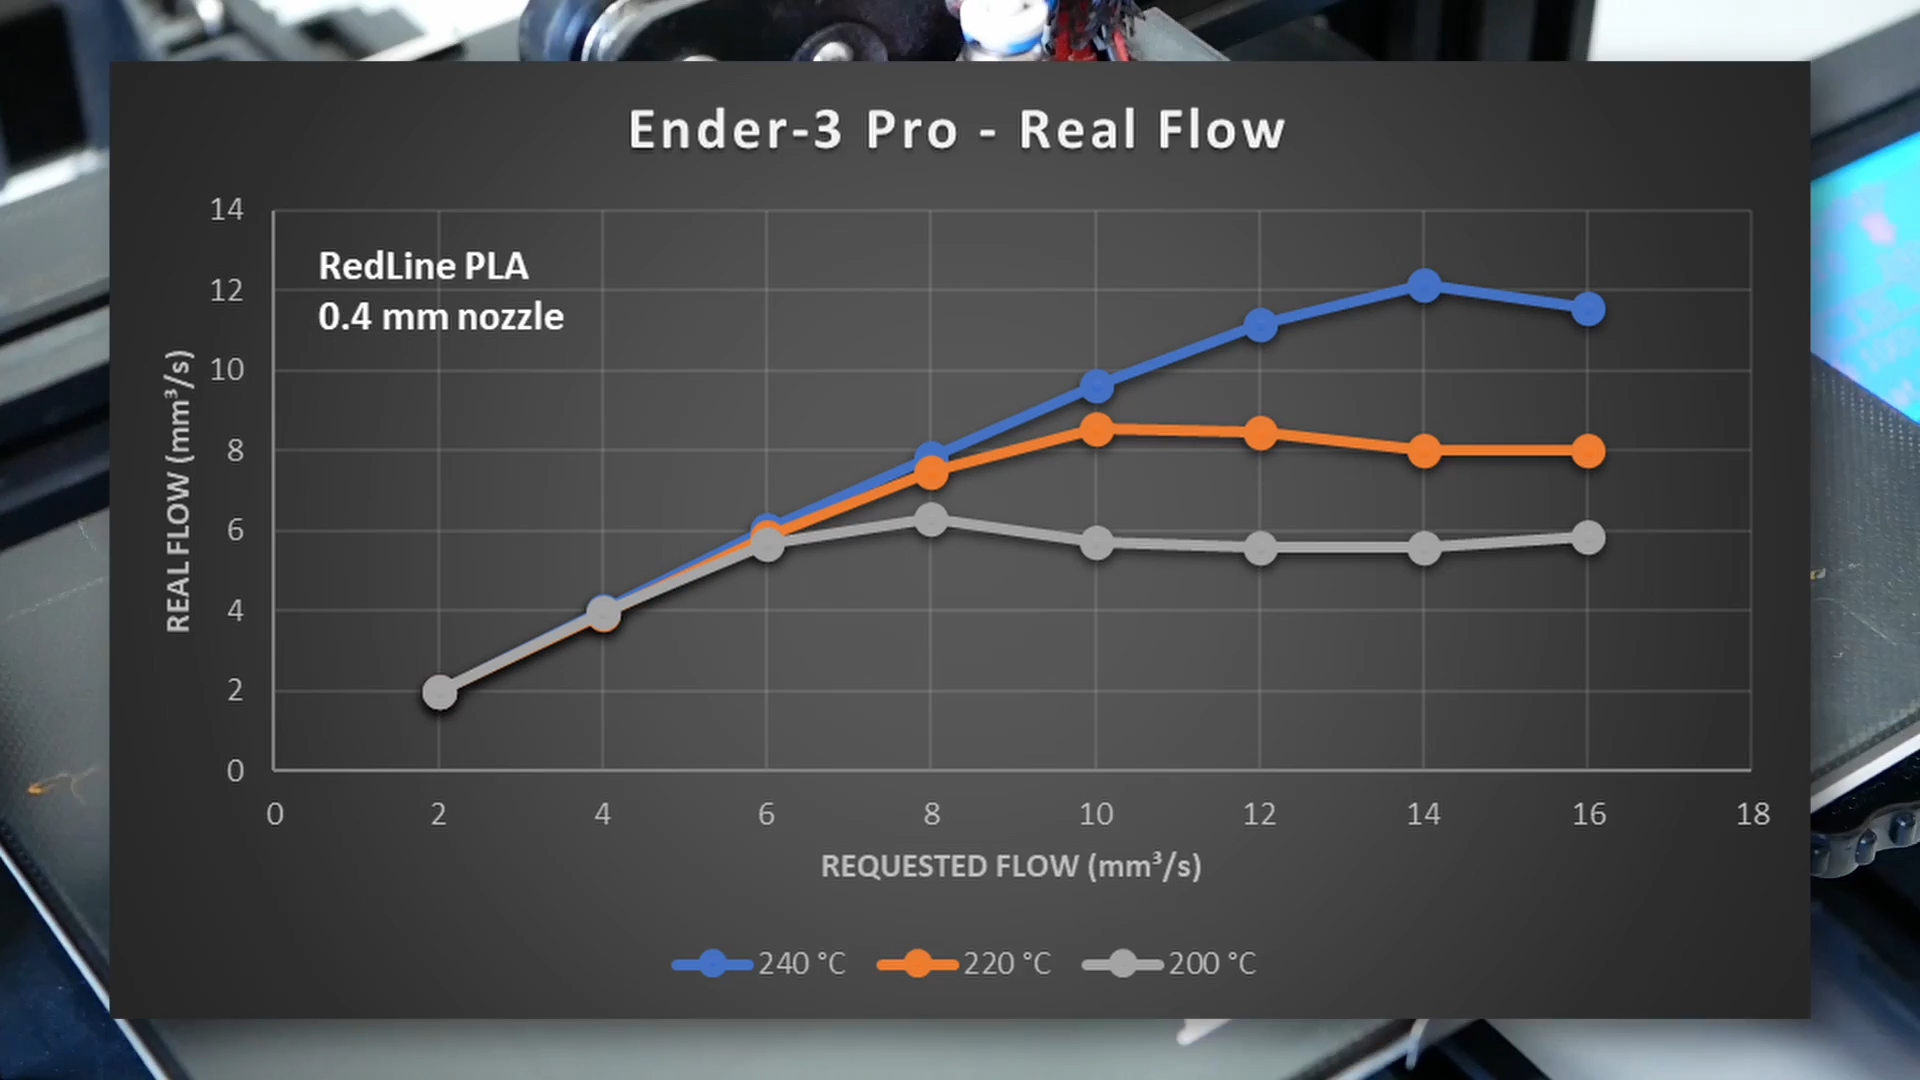 Ender-3 Pro - Real Flow
RedLine PLA
0.4 mm nozzle
REAL FLOW (mm³/s)
14
12
10
8
6
4
2
0
0 2 4 6 8 10 12 14 16 18
REQUESTED FLOW (mm³/s)
240 °C 220 °C 200 °C